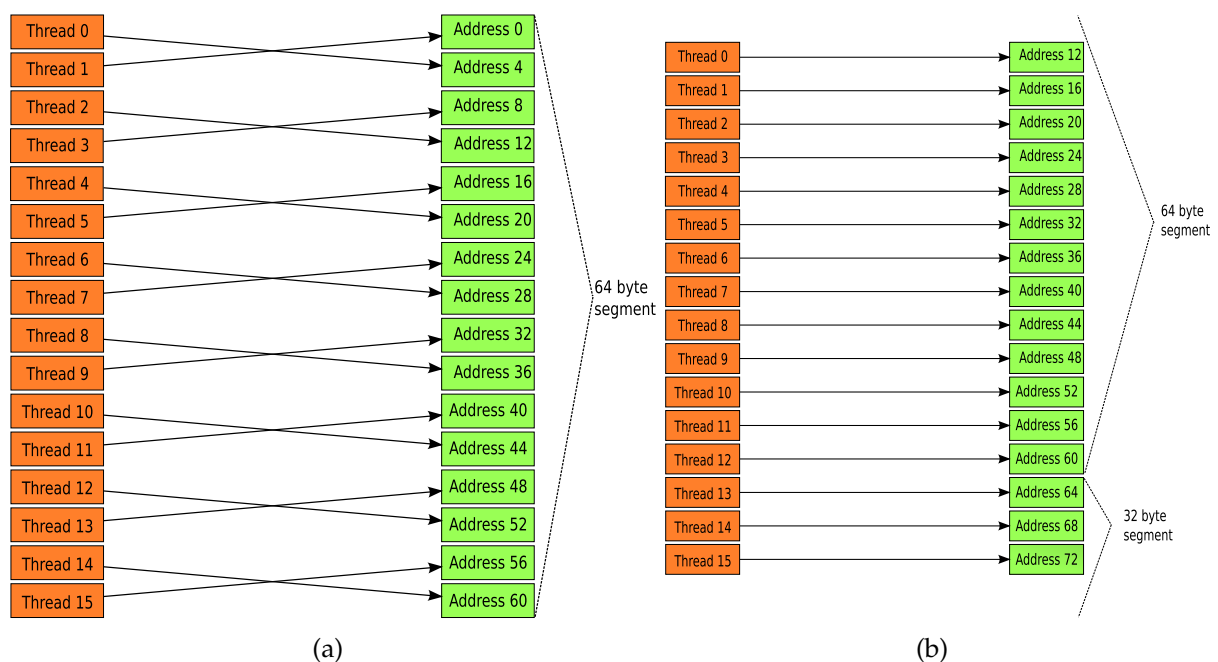 Thread 0
Thread 1
Thread 2
Thread 3
Thread 4
Thread 5
Thread 6
Thread 7
Thread 8
Thread 9
Thread 10
Thread 11
Thread 12
Thread 13
Thread 14
Thread 15
Address 0
Address 4
Address 8
Address 12
Address 16
Address 20
Address 24
Address 28
Address 32
Address 36
Address 40
Address 44
Address 48
Address 52
Address 56
Address 60
64 byte
segment
(a)
Thread 0
Thread 1
Thread 2
Thread 3
Thread 4
Thread 5
Thread 6
Thread 7
Thread 8
Thread 9
Thread 10
Thread 11
Thread 12
Thread 13
Thread 14
Thread 15
Address 12
Address 16
Address 20
Address 24
Address 28
Address 32
Address 36
Address 40
Address 44
Address 48
Address 52
Address 56
Address 60
Address 64
Address 68
Address 72
64 byte
segment
32 byte
segment
(b)